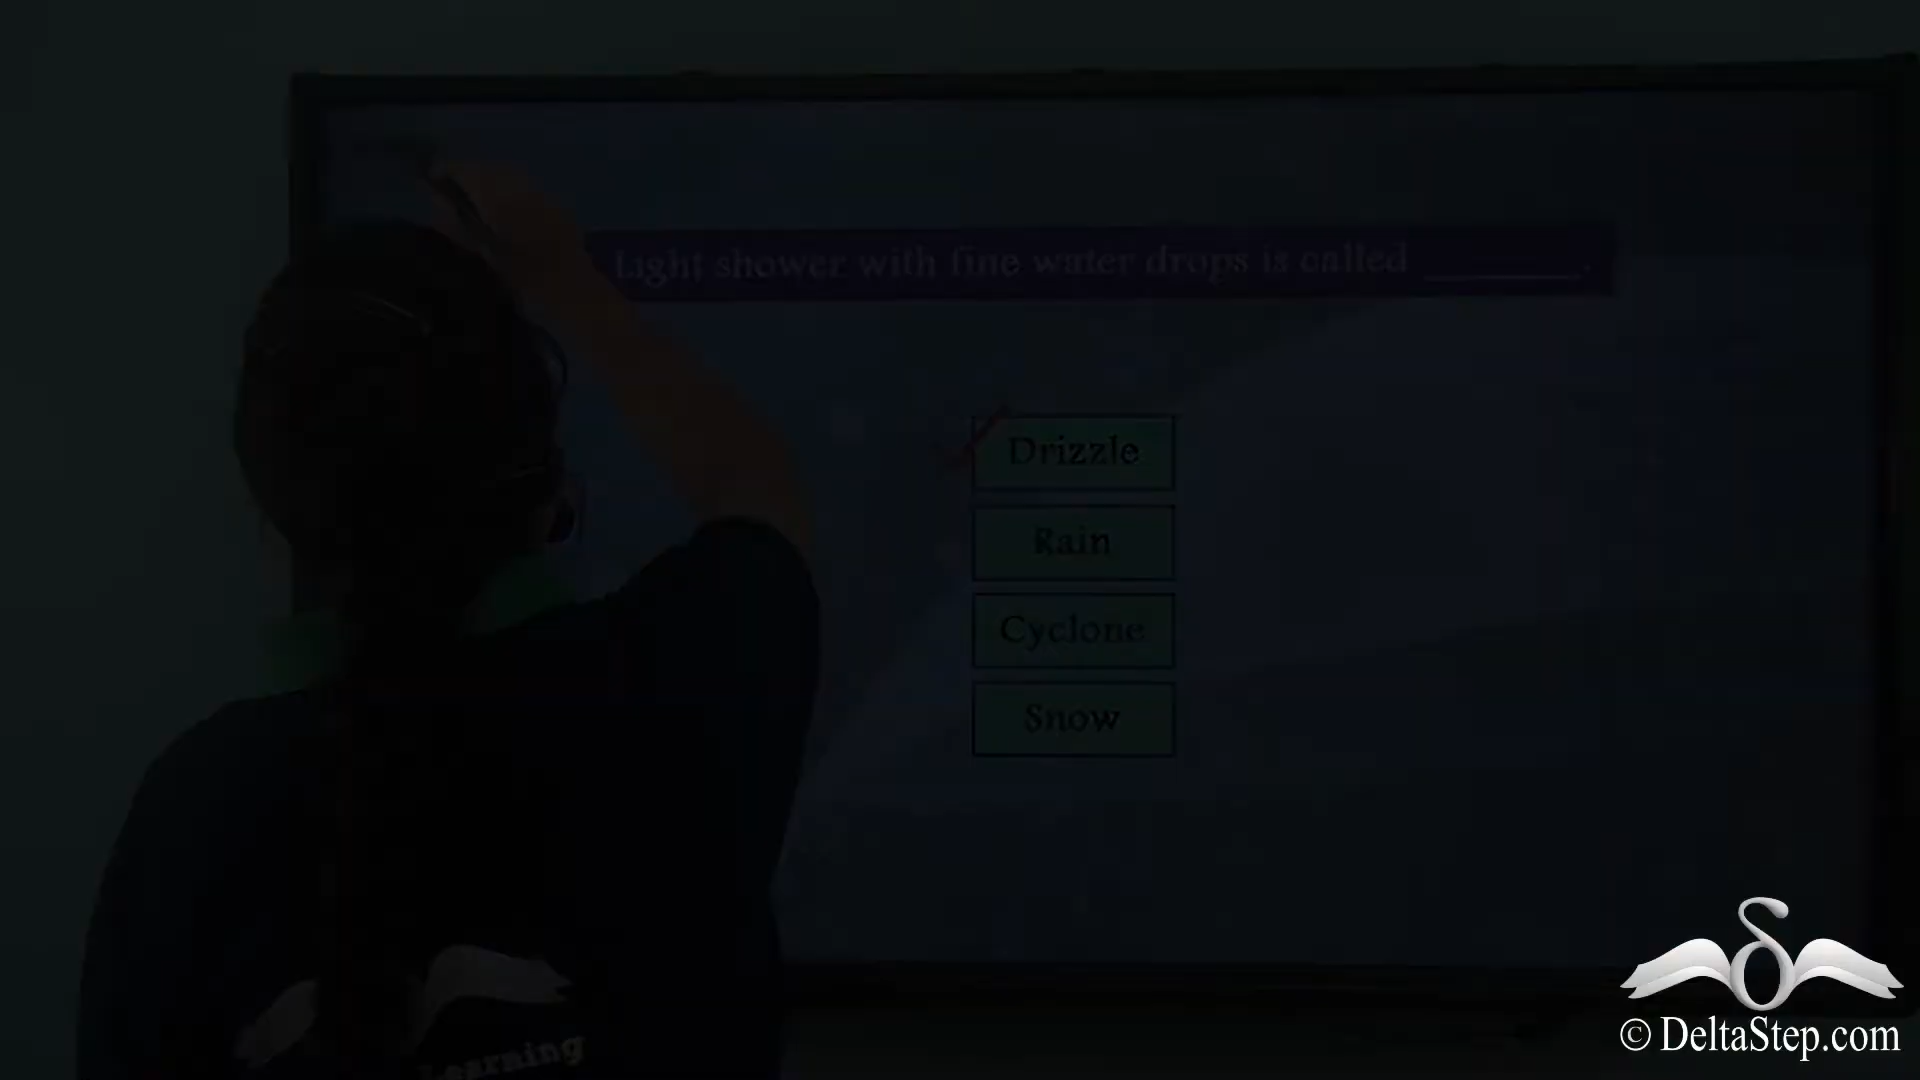 Light shower with fine water drops is called ________.
Drizzle
Rain
Cyclone
Snow
Learning
© DeltaStep.com